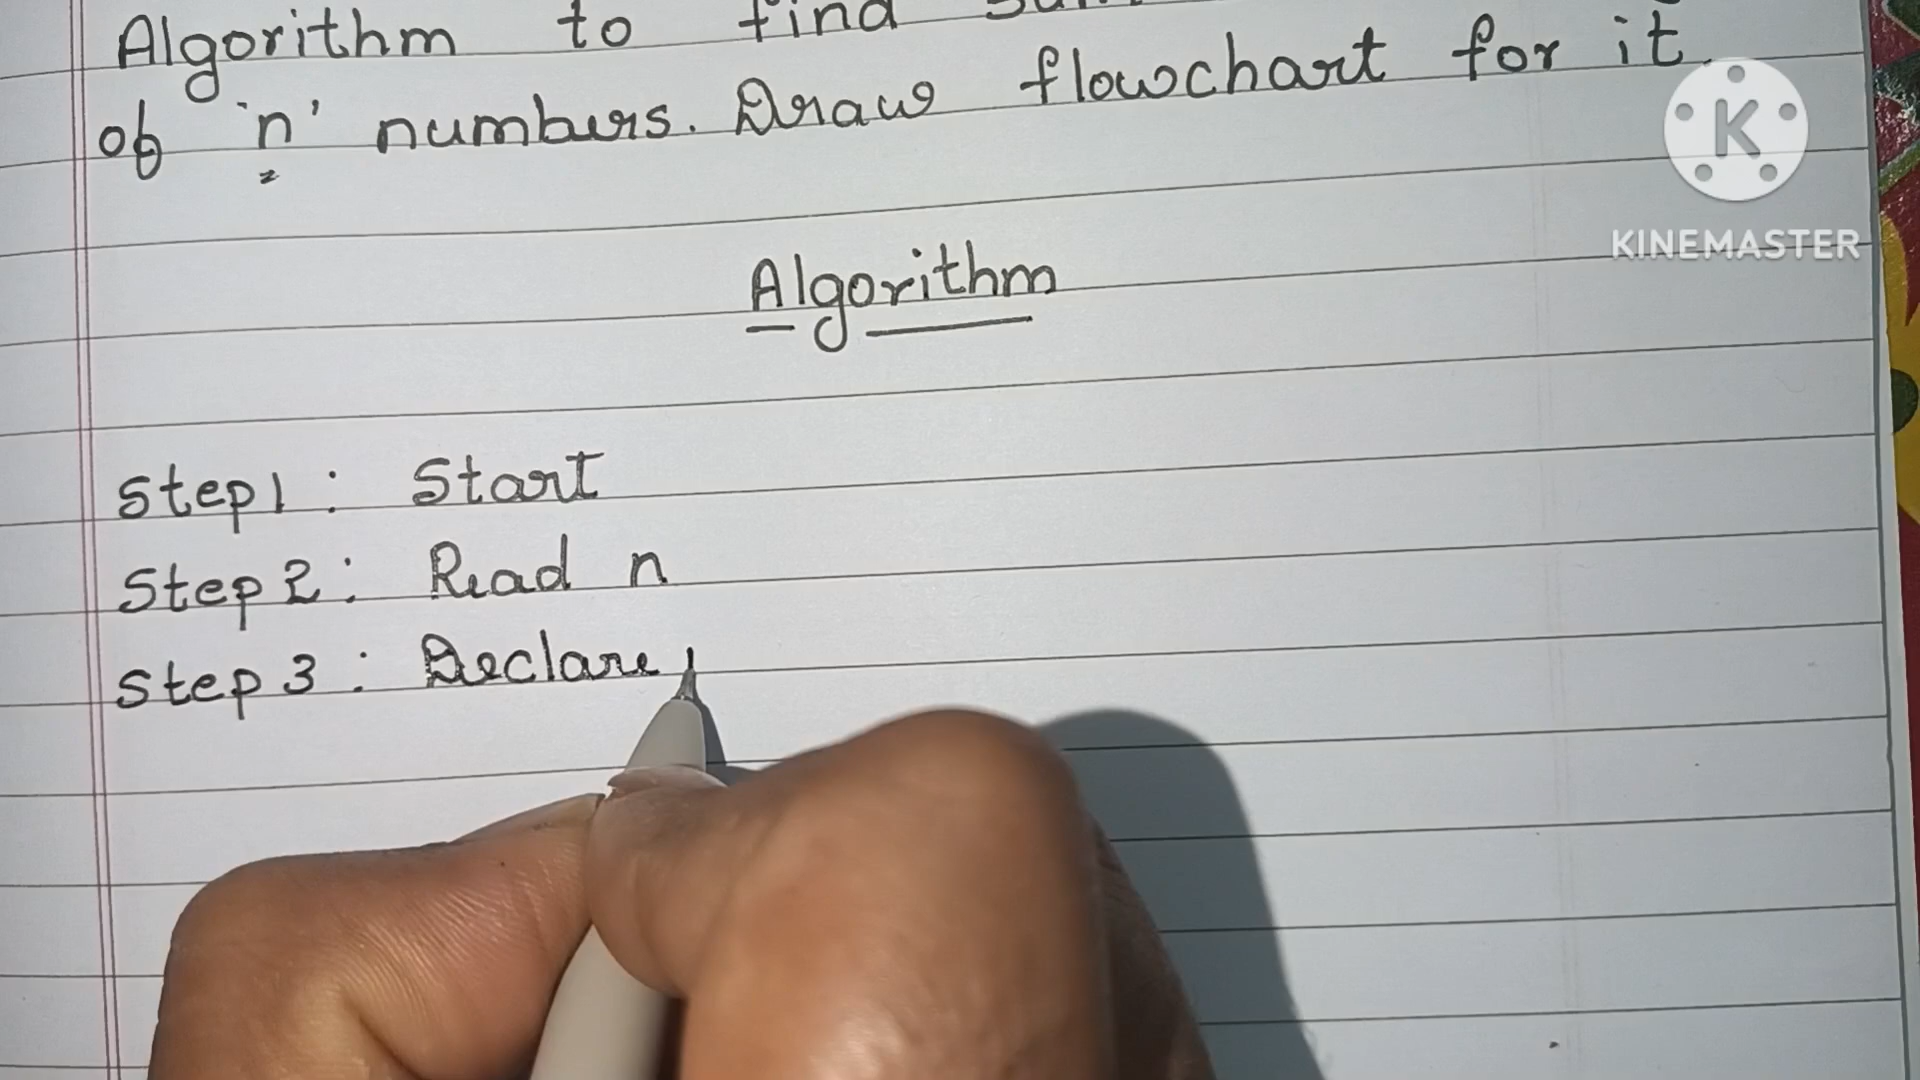 Algorithm to find sum
of 'n' numbers. Draw flowchart for it.
K
KINEMASTER
Algorithm
Step1: Start
Step 2: Read n
Step 3: Declare